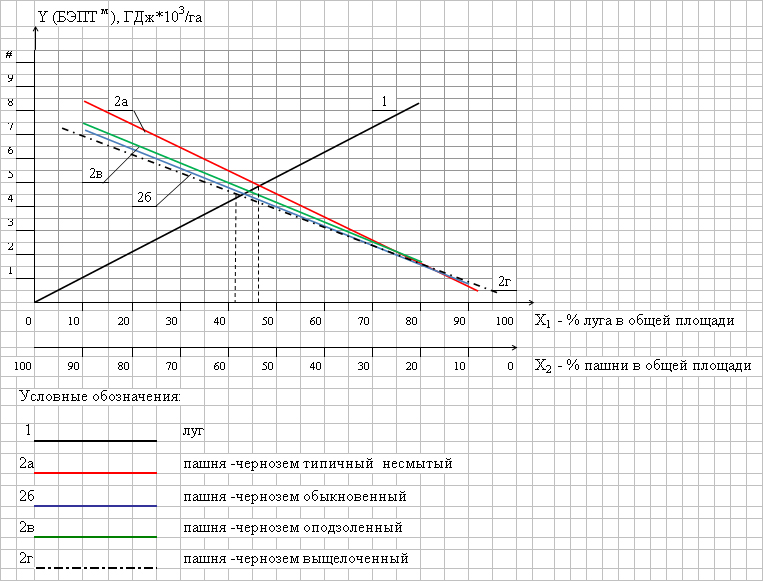 Y (БЭПТ м), ГДж*10³/га
#
9
8
7
6
5
4
3
2
1
2а
1
2в
2б
2г
0 10 20 30 40 50 60 70 80 90 100 X₁ - % луга в общей площади
100 90 80 70 60 50 40 30 20 10 0 X₂ - % пашни в общей площади
Условные обозначения:
1 луг
2а пашня -чернозем типичный несмытый
2б пашня -чернозем обыкновенный
2в пашня -чернозем оподзоленный
2г пашня -чернозем выщелоченный